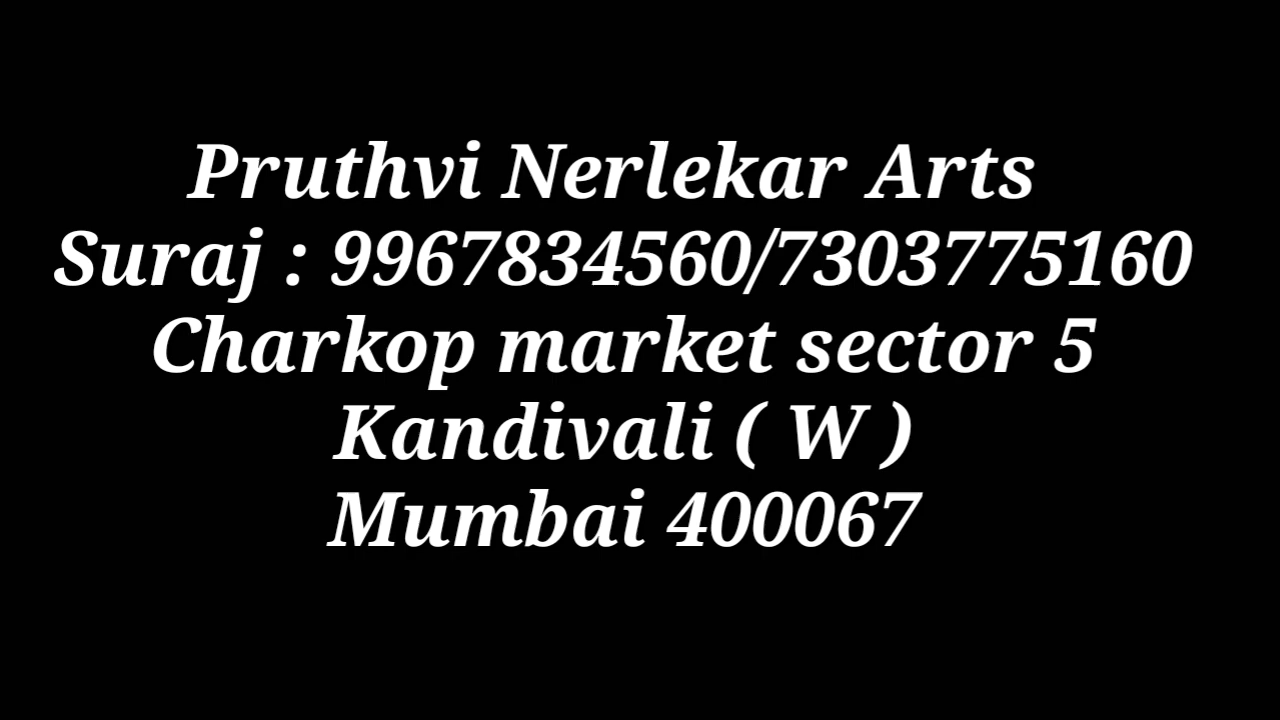 Pruthvi Nerlekar Arts
Suraj : 9967834560/7303775160
Charkop market sector 5
Kandivali ( W )
Mumbai 400067